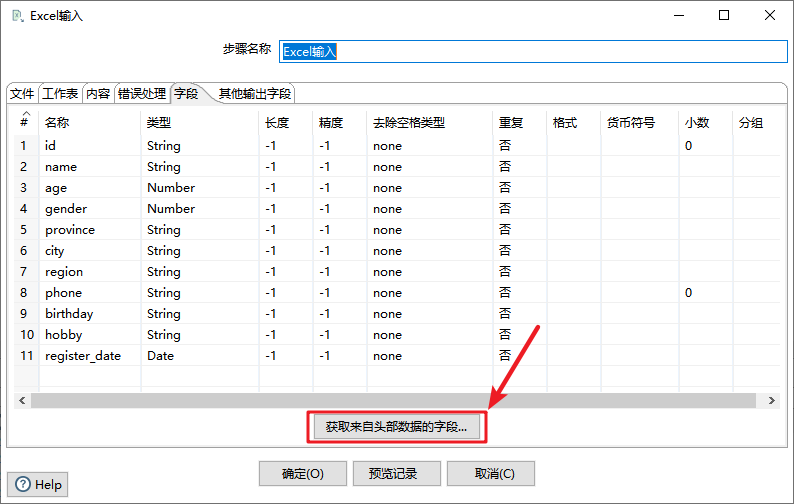 Excel输入
步骤名称 Excel输入
文件 工作表 内容 错误处理 字段 其他输出字段
# 名称 类型 长度 精度 去除空格类型 重复 格式 货币符号 小数 分组
1 id String -1 -1 none 否 0
2 name String -1 -1 none 否
3 age Number -1 -1 none 否
4 gender Number -1 -1 none 否
5 province String -1 -1 none 否
6 city String -1 -1 none 否
7 region String -1 -1 none 否
8 phone String -1 -1 none 否 0
9 birthday String -1 -1 none 否
10 hobby String -1 -1 none 否
11 register_date Date -1 -1 none 否
获取来自头部数据的字段...
确定(O) 预览记录 取消(C)
Help